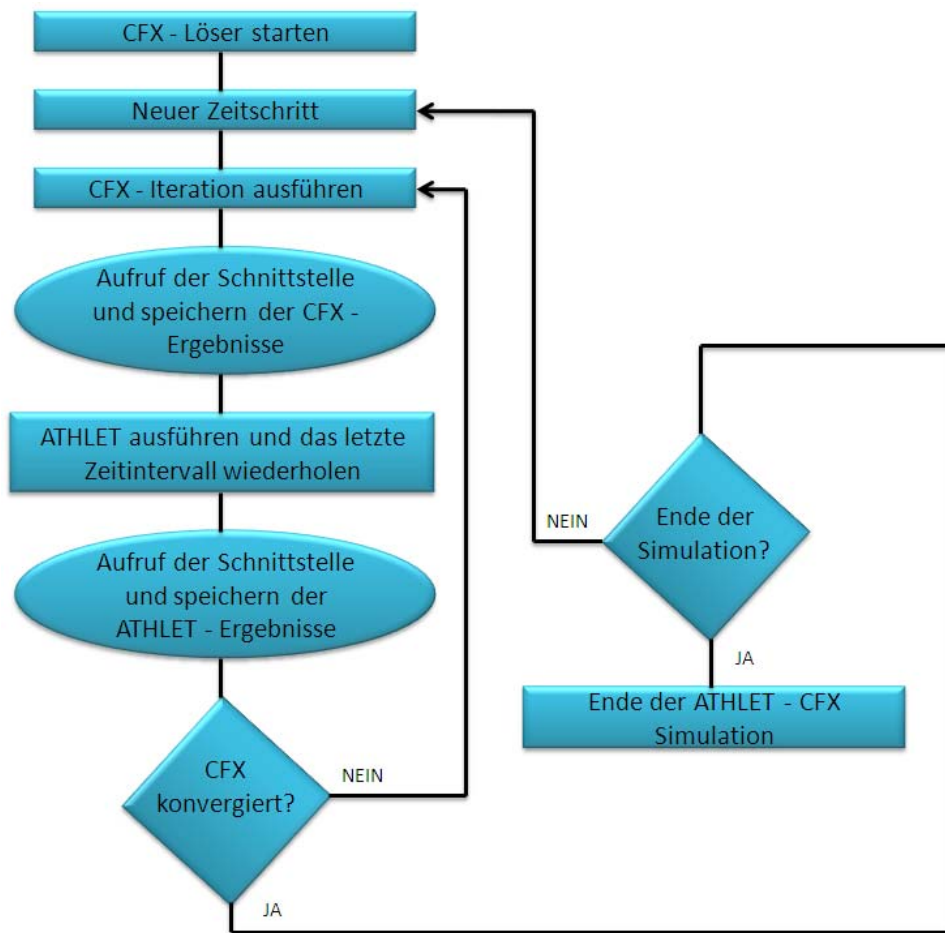 CFX - Löser starten
Neuer Zeitschritt
CFX - Iteration ausführen
Aufruf der Schnittstelle
und speichern der CFX -
Ergebnisse
ATHLET ausführen und das letzte
Zeitintervall wiederholen
Aufruf der Schnittstelle
und speichern der
ATHLET - Ergebnisse
CFX
konvergiert?
NEIN
JA
Ende der
Simulation?
NEIN
JA
Ende der ATHLET - CFX
Simulation